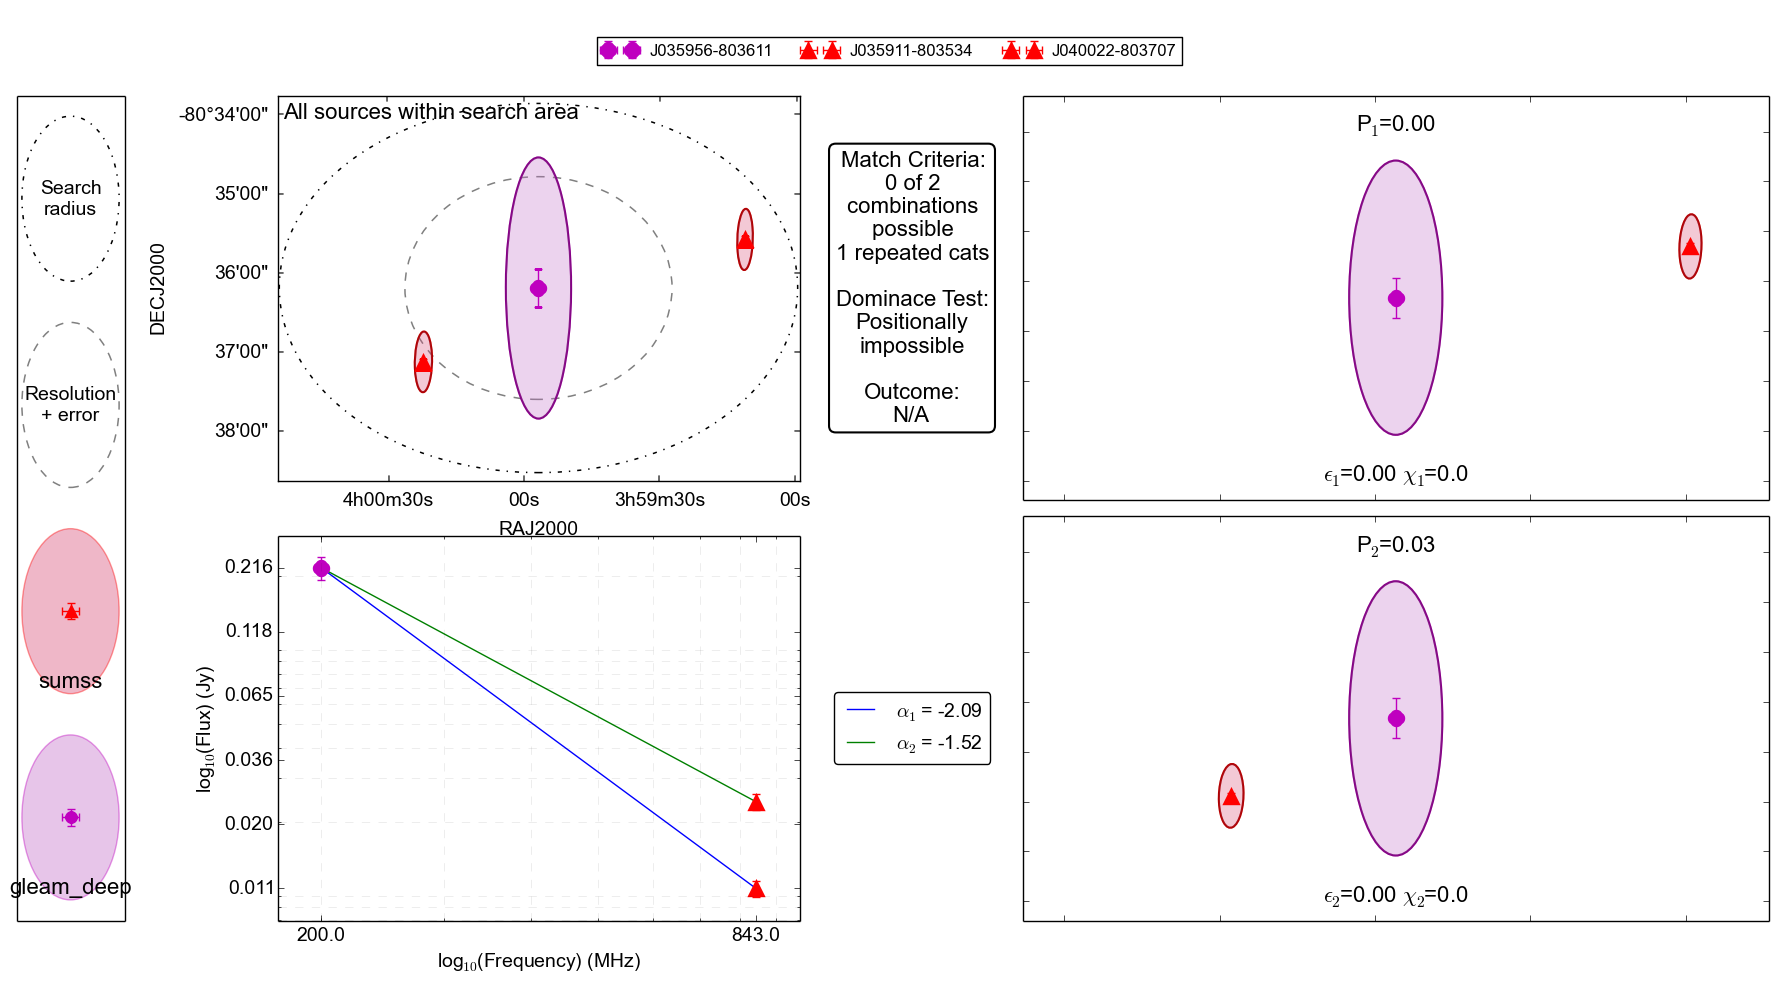 J035956-803611
J035911-803534
J040022-803707
Search
radius
Resolution
+ error
sumss
gleam_deep
All sources within search area
-80°34'00"
35'00"
36'00"
37'00"
38'00"
DECJ2000
4h00m30s
00s
3h59m30s
00s
RAJ2000
Match Criteria:
0 of 2
combinations
possible
1 repeated cats
Dominace Test:
Positionally
impossible
Outcome:
N/A
P₁=0.00
ϵ₁=0.00 χ₁=0.0
0.216
0.118
0.065
0.036
0.020
0.011
log₁₀(Flux) (Jy)
200.0
843.0
log₁₀(Frequency) (MHz)
α₁ = -2.09
α₂ = -1.52
P₂=0.03
ϵ₂=0.00 χ₂=0.0